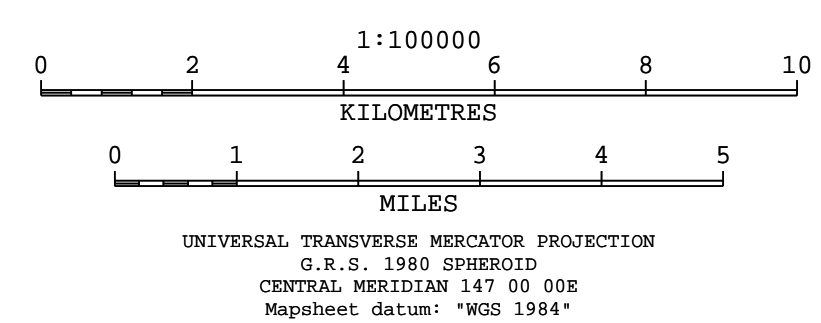 1:100000
0 2 4 6 8 10
KILOMETRES
0 1 2 3 4 5
MILES
UNIVERSAL TRANSVERSE MERCATOR PROJECTION
G.R.S. 1980 SPHEROID
CENTRAL MERIDIAN 147 00 00E
Mapsheet datum: "WGS 1984"